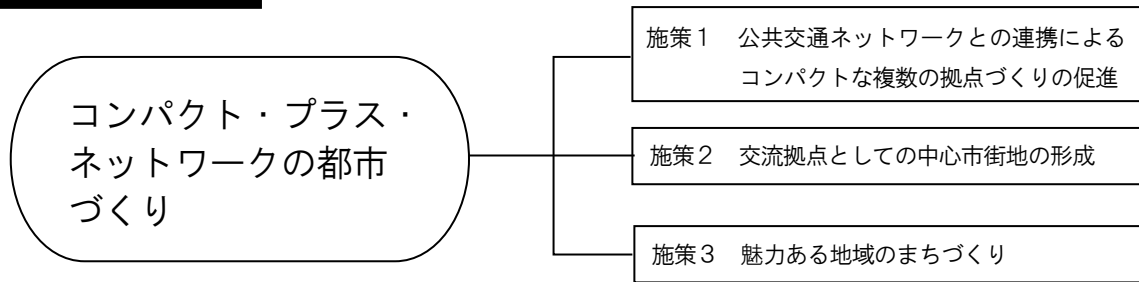 コンパクト・プラス・
ネットワークの都市
づくり
施策１　公共交通ネットワークとの連携による
コンパクトな複数の拠点づくりの促進
施策２　交流拠点としての中心市街地の形成
施策３　魅力ある地域のまちづくり